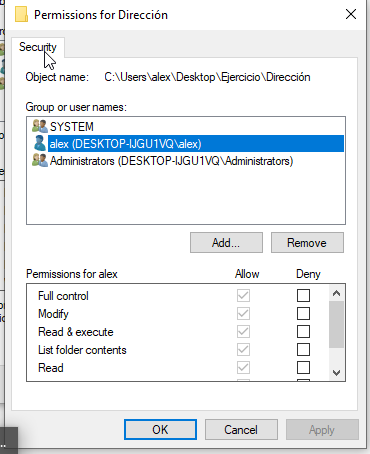 Permissions for Dirección
Security
Object name: C:\Users\alex\Desktop\Ejercicio\Dirección
Group or user names:
SYSTEM
alex (DESKTOP-IJGU1VQ\alex)
Administrators (DESKTOP-IJGU1VQ\Administrators)
Add... Remove
Permissions for alex Allow Deny
Full control
Modify
Read & execute
List folder contents
Read
OK Cancel Apply
...